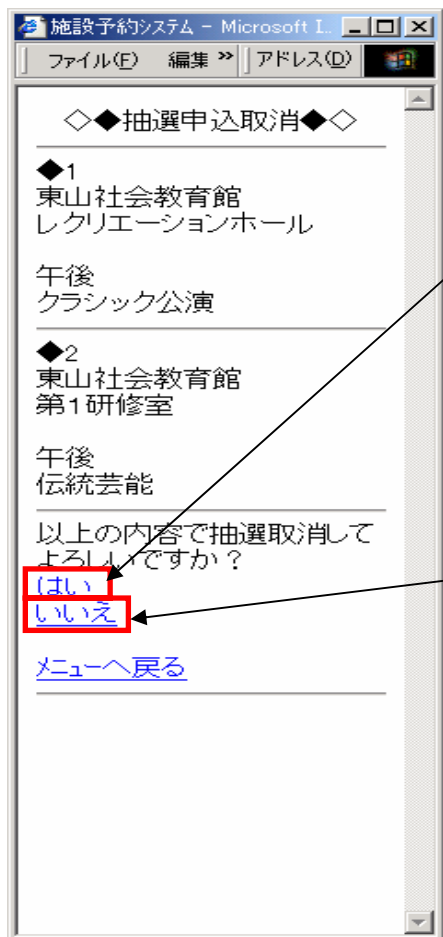 施設予約システム - Microsoft I...
ファイル(F) 編集 » アドレス(D)
◇◆抽選申込取消◆◇
◆1
東山社会教育館
レクリエーションホール
午後
クラシック公演
◆2
東山社会教育館
第1研修室
午後
伝統芸能
以上の内容で抽選取消して
よろしいですか？
はい
いいえ
メニューへ戻る